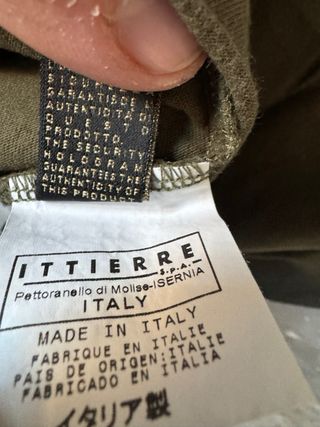 GARANTISCE
AUTENTICITÀ DI
QUESTO
PRODOTTO.
THE SECURITY
HOLOGRAM
GUARANTEES THE
AUTHENTICITY OF
THIS PRODUCT
ITTIERRE
S.p.A.
Pettoranello di Molise-ISERNIA
ITALY
MADE IN ITALY
FABRIQUE EN ITALIE
PAIS DE ORIGEN:ITALIE
FABRICADO EN ITALIA
イタリア製